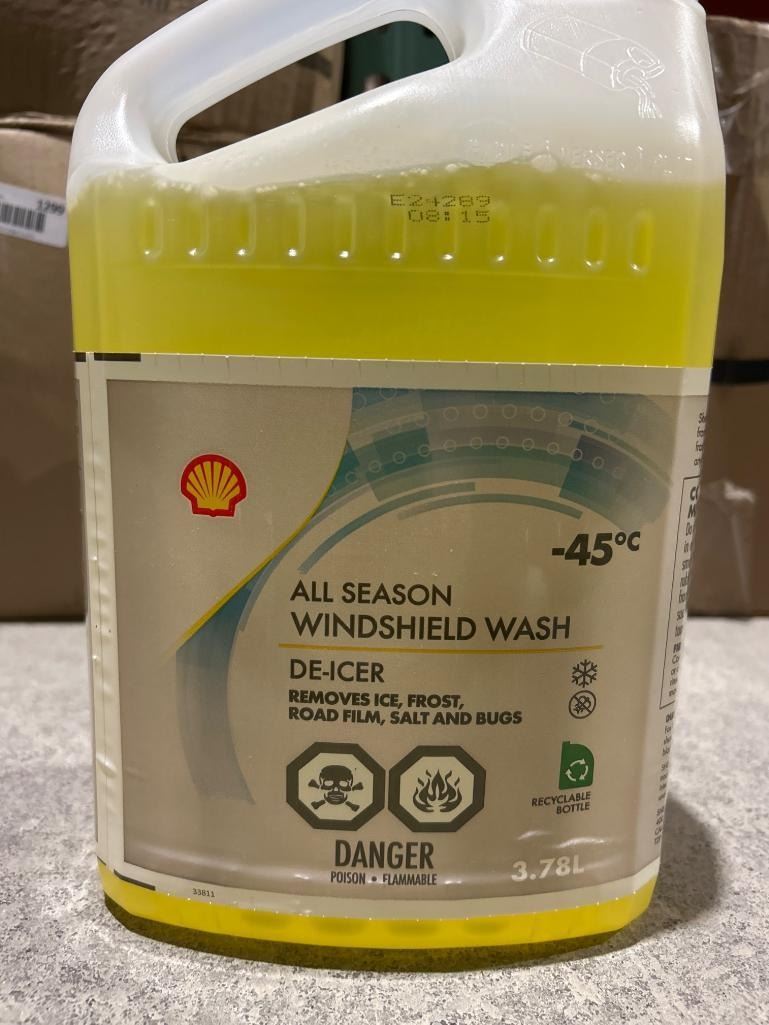 1299
E24289
08:15
-45°C
ALL SEASON
WINDSHIELD WASH
DE-ICER
REMOVES ICE, FROST,
ROAD FILM, SALT AND BUGS
RECYCLABLE
BOTTLE
DANGER
POISON • FLAMMABLE
3.78L
33811